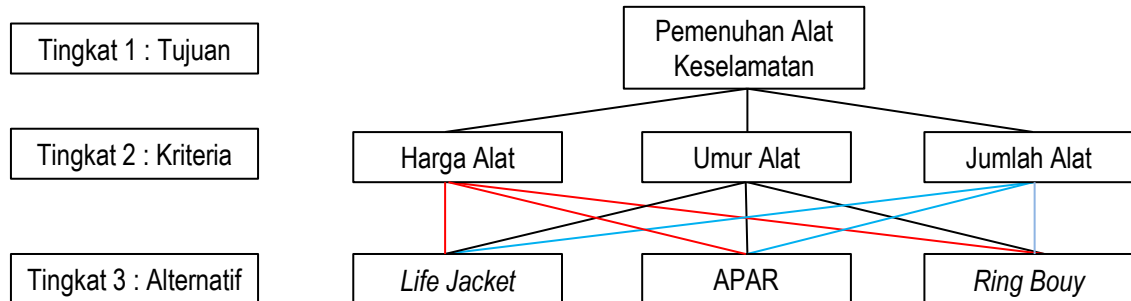 Tingkat 1 : Tujuan
Pemenuhan Alat
Keselamatan
Tingkat 2 : Kriteria
Harga Alat
Umur Alat
Jumlah Alat
Tingkat 3 : Alternatif
Life Jacket
APAR
Ring Bouy